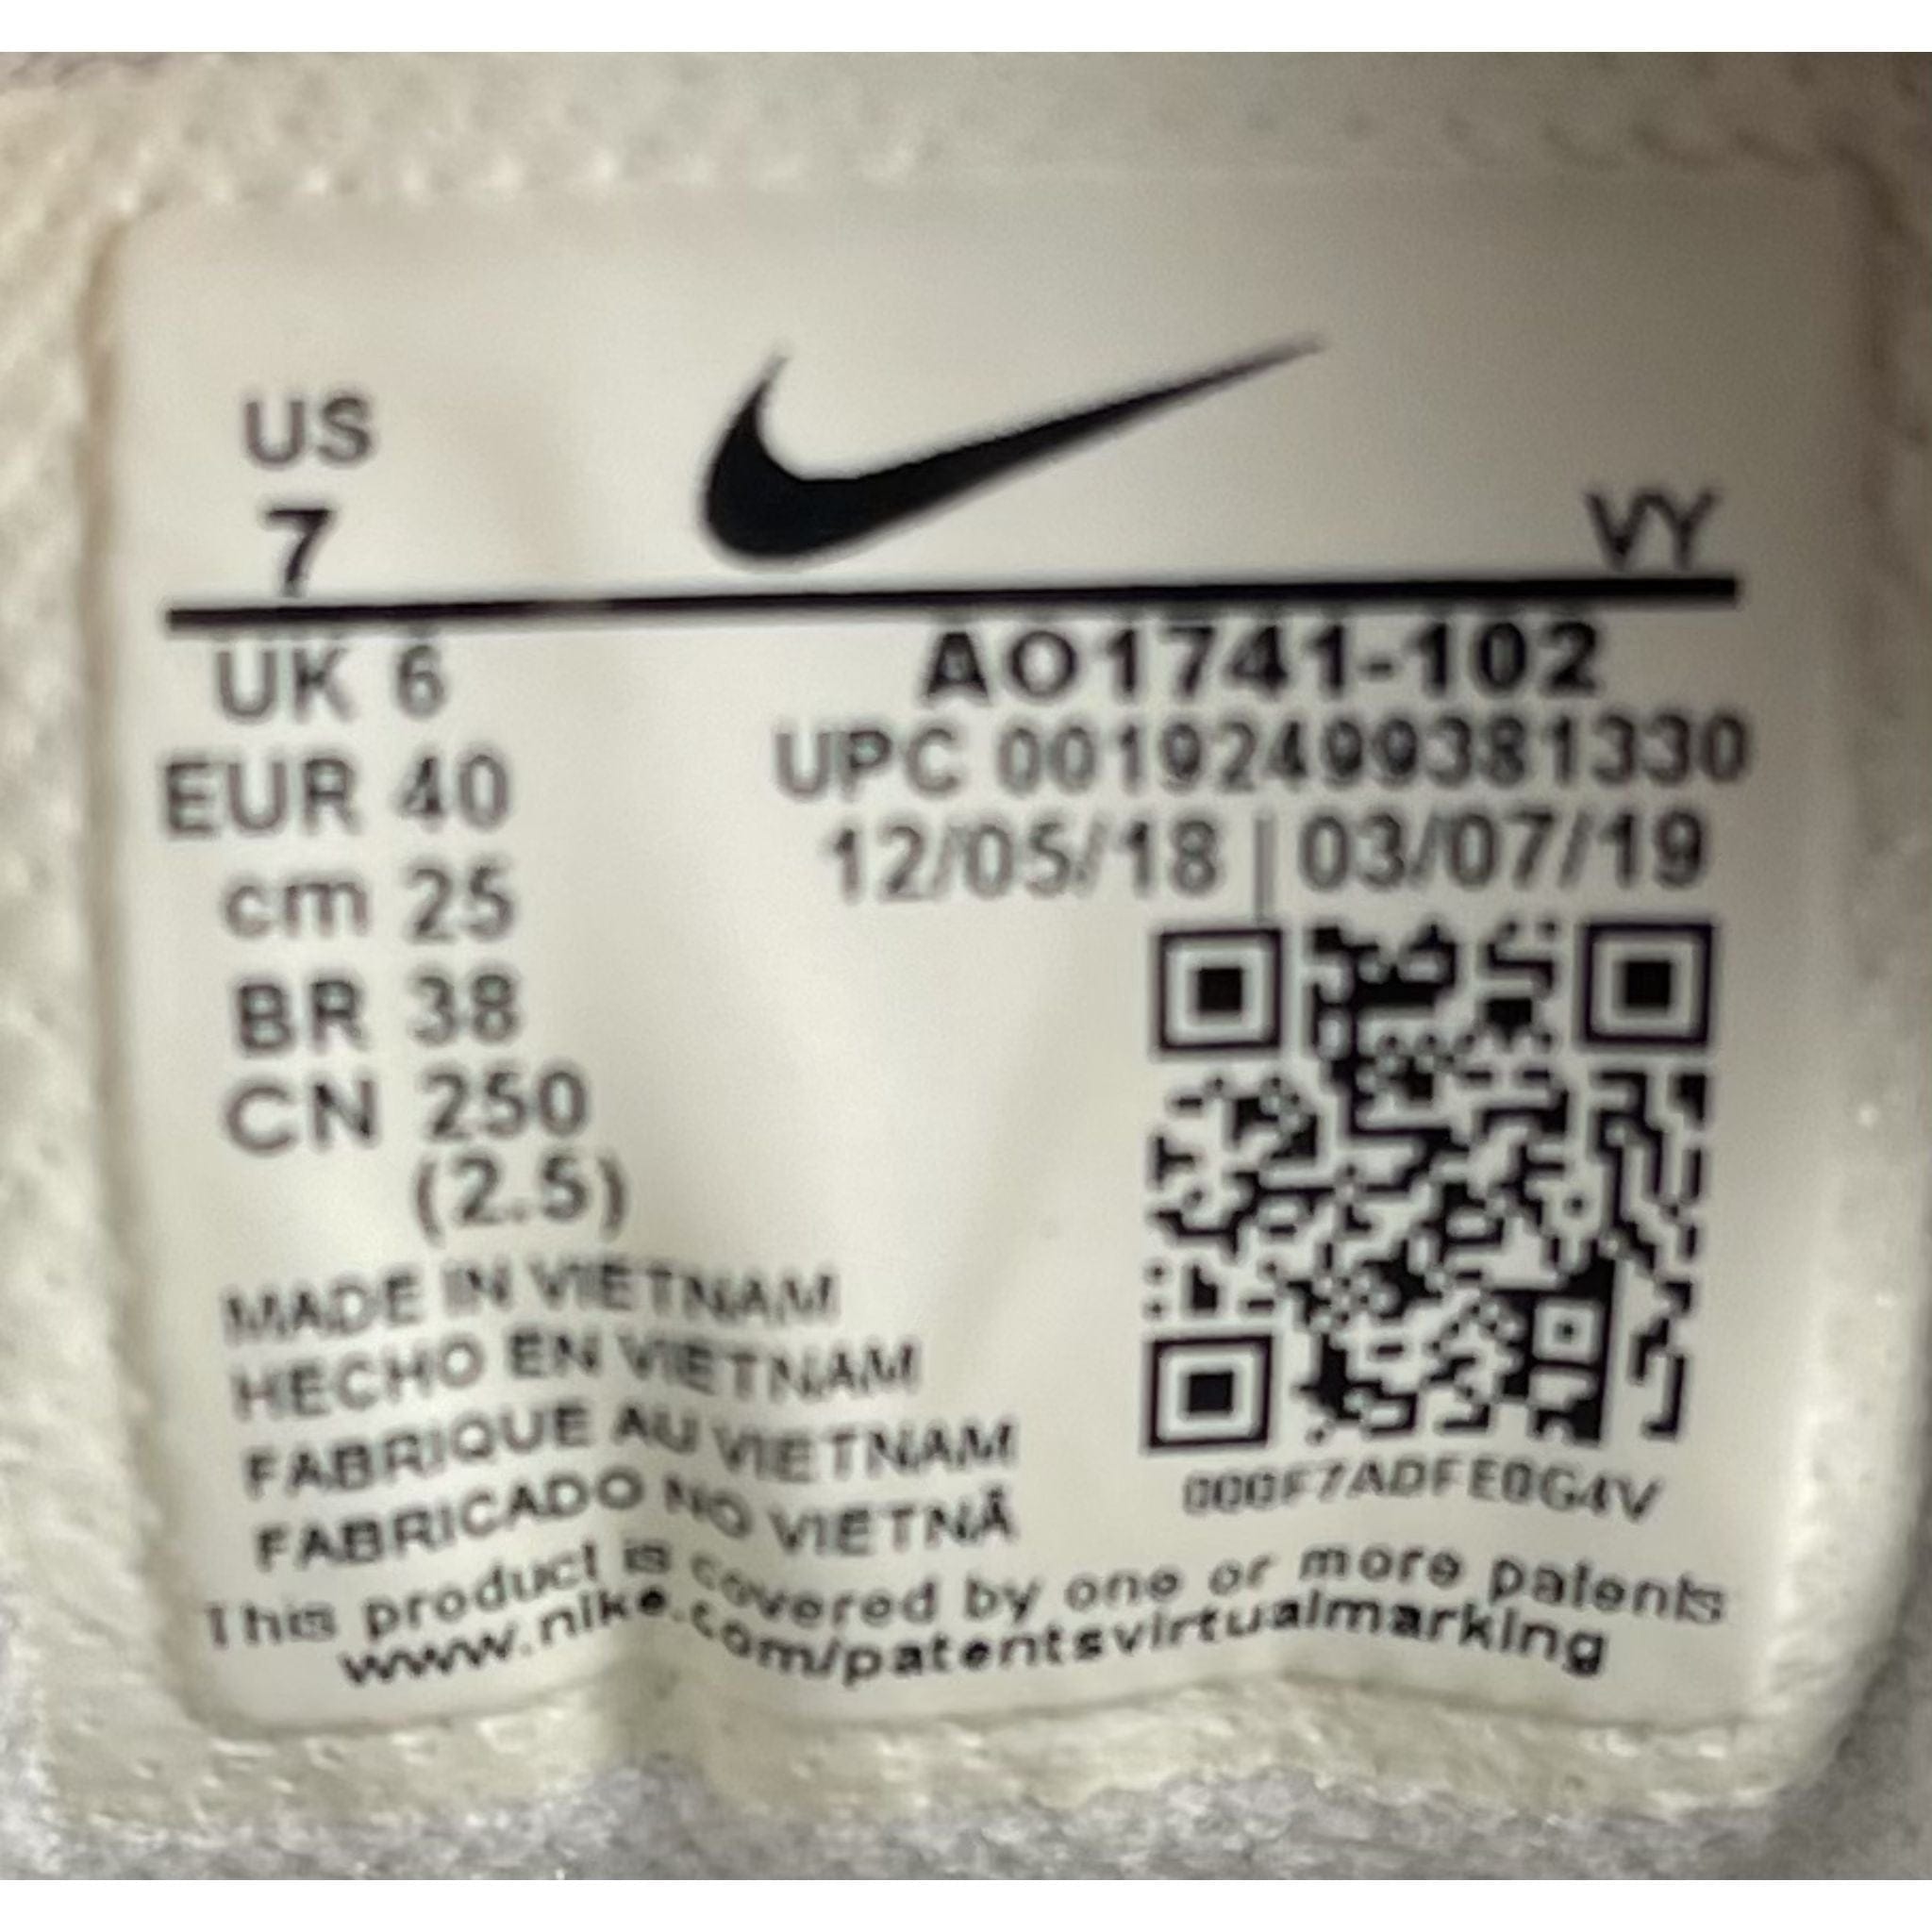 US
7
VY
UK 6
EUR 40
cm 25
BR 38
CN 250
(2.5)
AO1741-102
UPC 00192499381330
12/05/18 | 03/07/19
000F7ADFE0G4V
MADE IN VIETNAM
HECHO EN VIETNAM
FABRIQUE AU VIETNAM
FABRICADO NO VIETNÃ
This product is covered by one or more patents
www.nike.com/patentsvirtualmarking